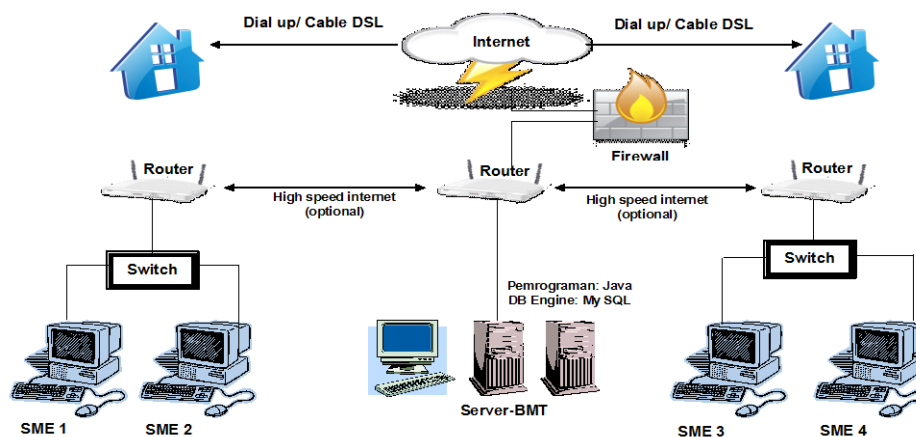 Dial up/ Cable DSL
Internet
Dial up/ Cable DSL
Firewall
Router
Router
Router
High speed internet
(optional)
High speed internet
(optional)
Switch
Switch
Pemrograman: Java
DB Engine: My SQL
Server-BMT
SME 1
SME 2
SME 3
SME 4